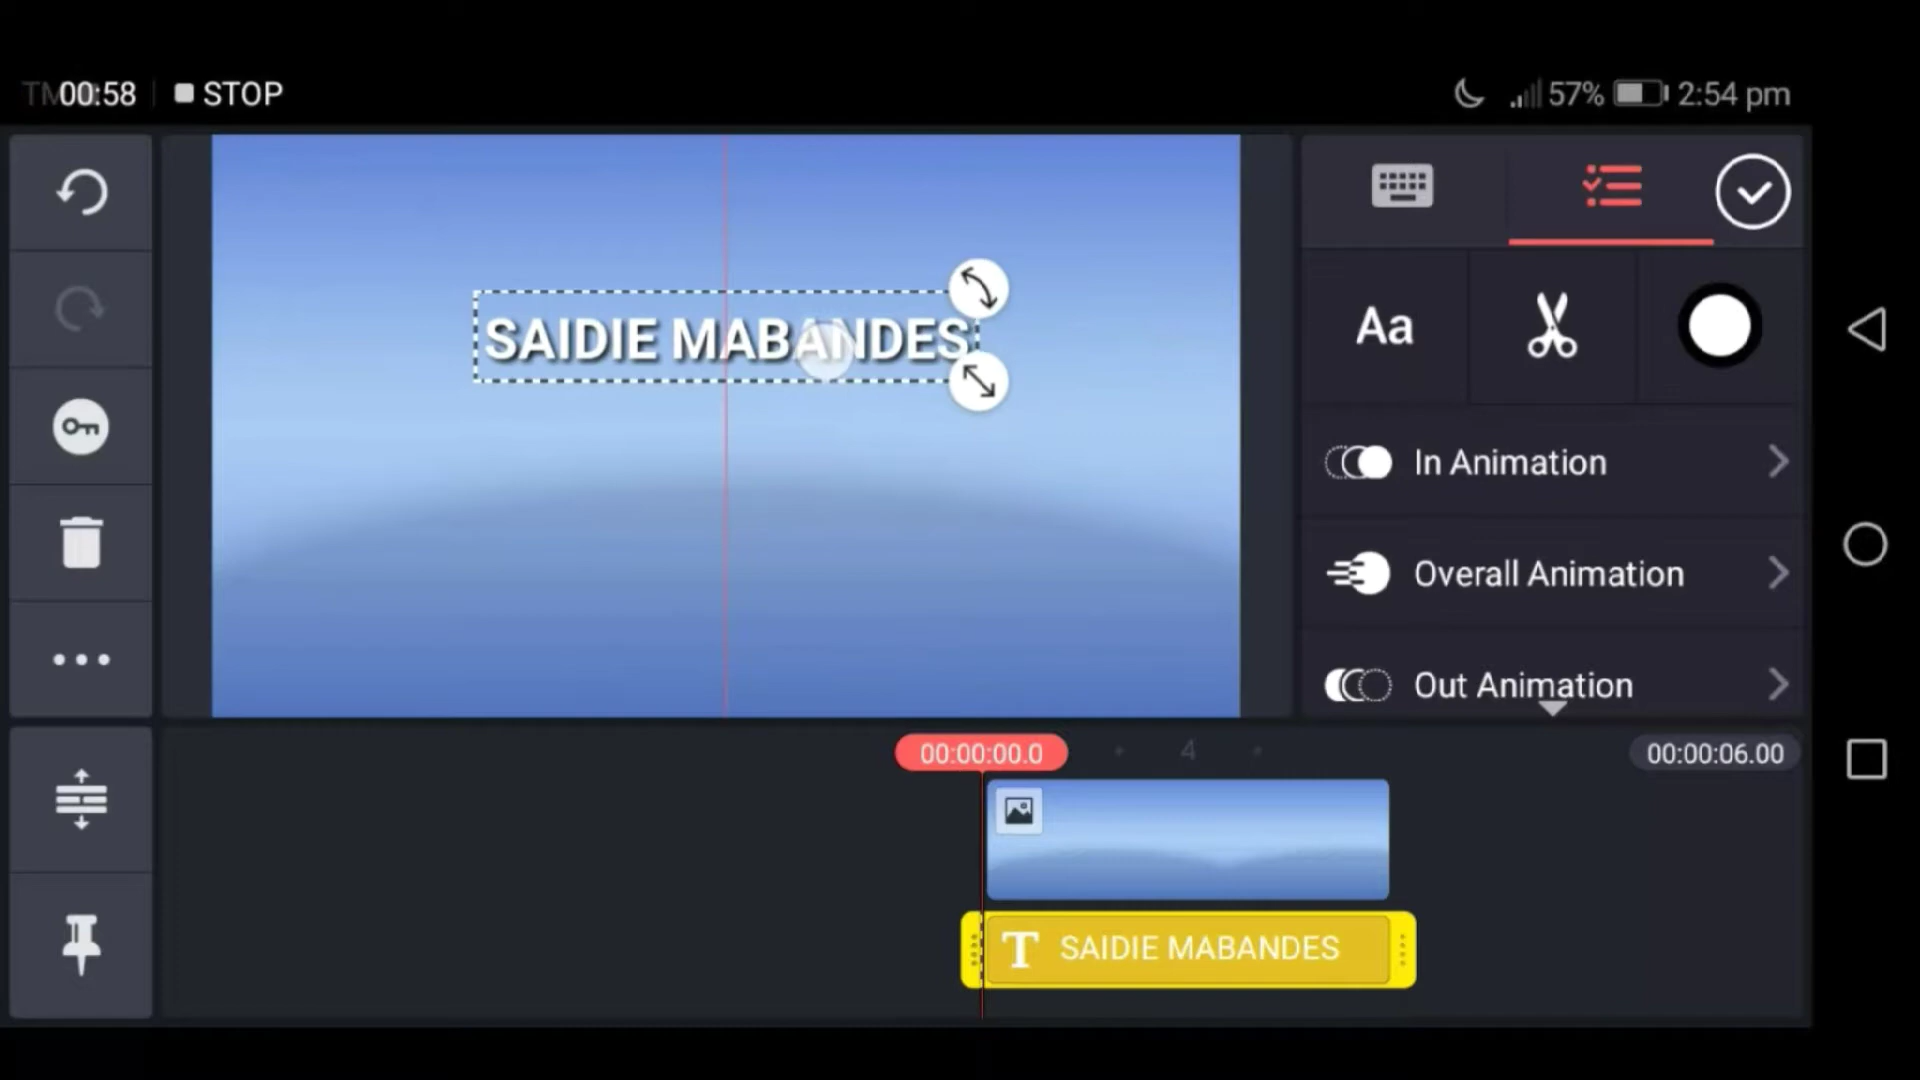 00:58 STOP 57% 2:54 pm
SAIDIE MABANDES
Aa
In Animation
Overall Animation
Out Animation
00:00:00.0 4 00:00:06.00
T SAIDIE MABANDES